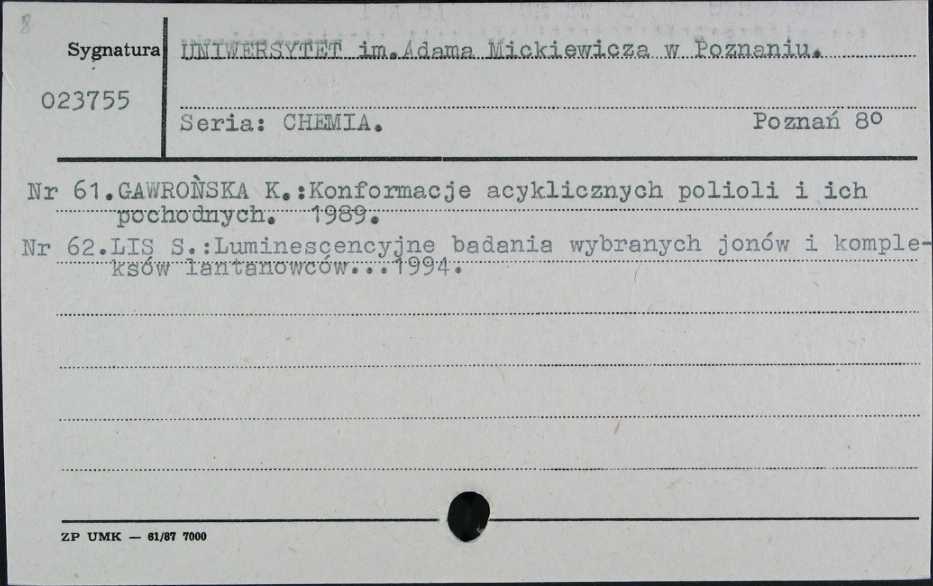 8
Sygnatura UNIWERSYTET im.Adama Mickiewicza w Poznaniu.
023755
Seria: CHEMIA. Poznań 8º
Nr 61.GAWROŃSKA K.:Konformacje acyklicznych polioli i ich
pochodnych. 1989.
Nr 62.LIS S.:Luminescencyjne badania wybranych jonów i komple-
ksów lantanowców...1994.
ZP UMK — 61/87 7000